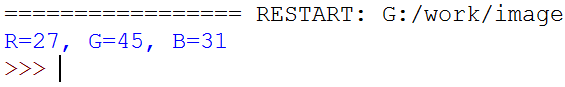 ================= RESTART: G:/work/image
R=27, G=45, B=31
>>>